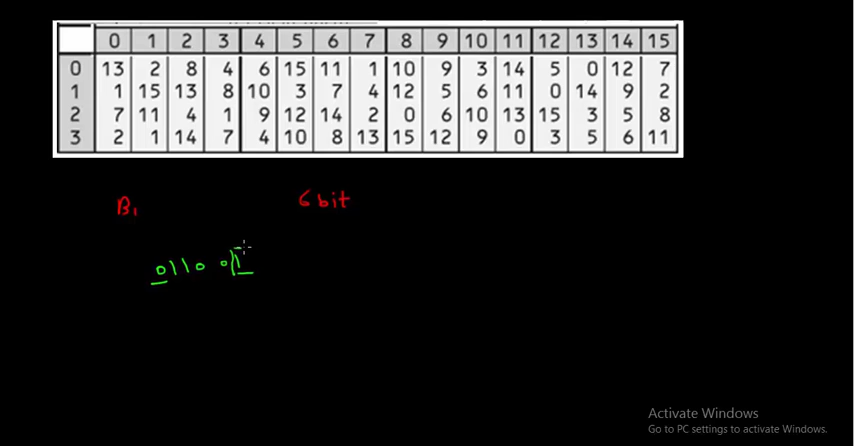 0 1 2 3 4 5 6 7 8 9 10 11 12 13 14 15
0 13 2 8 4 6 15 11 1 10 9 3 14 5 0 12 7
1 1 15 13 8 10 3 7 4 12 5 6 11 0 14 9 2
2 7 11 4 1 9 12 14 2 0 6 10 13 15 3 5 8
3 2 1 14 7 4 10 8 13 15 12 9 0 3 5 6 11
B1 6 bit
0110 01
Activate Windows
Go to PC settings to activate Windows.